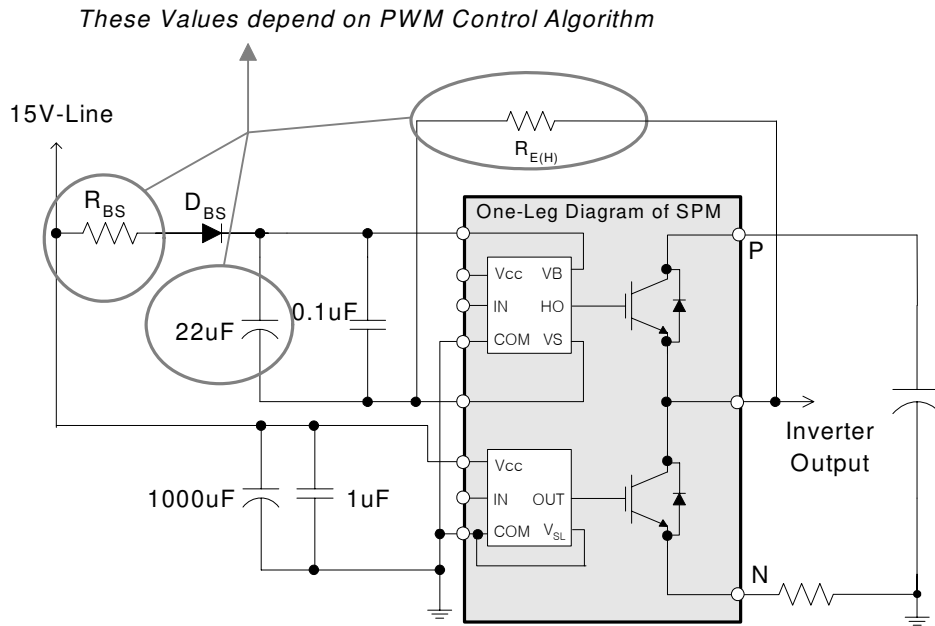 These Values depend on PWM Control Algorithm
15V-Line
R_E(H)
R_BS
D_BS
One-Leg Diagram of SPM
P
Vcc VB
IN HO
COM VS
22uF
0.1uF
Inverter
Output
Vcc
1000uF
1uF
IN OUT
COM V_SL
N